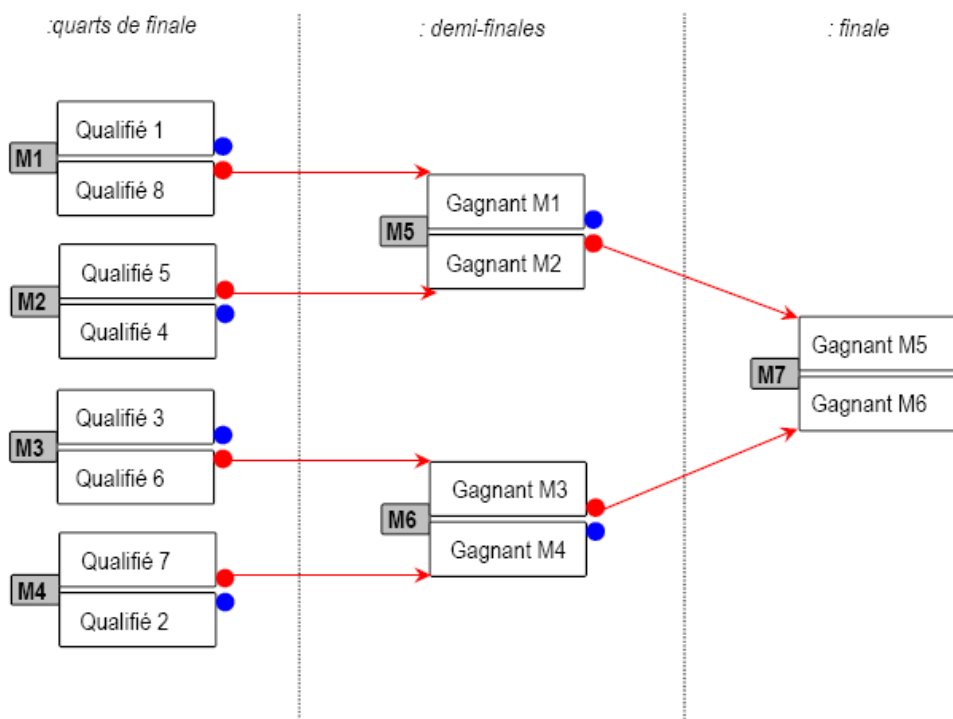 :quarts de finale
: demi-finales
: finale
M1
Qualifié 1
Qualifié 8
M2
Qualifié 5
Qualifié 4
M3
Qualifié 3
Qualifié 6
M4
Qualifié 7
Qualifié 2
M5
Gagnant M1
Gagnant M2
M6
Gagnant M3
Gagnant M4
M7
Gagnant M5
Gagnant M6